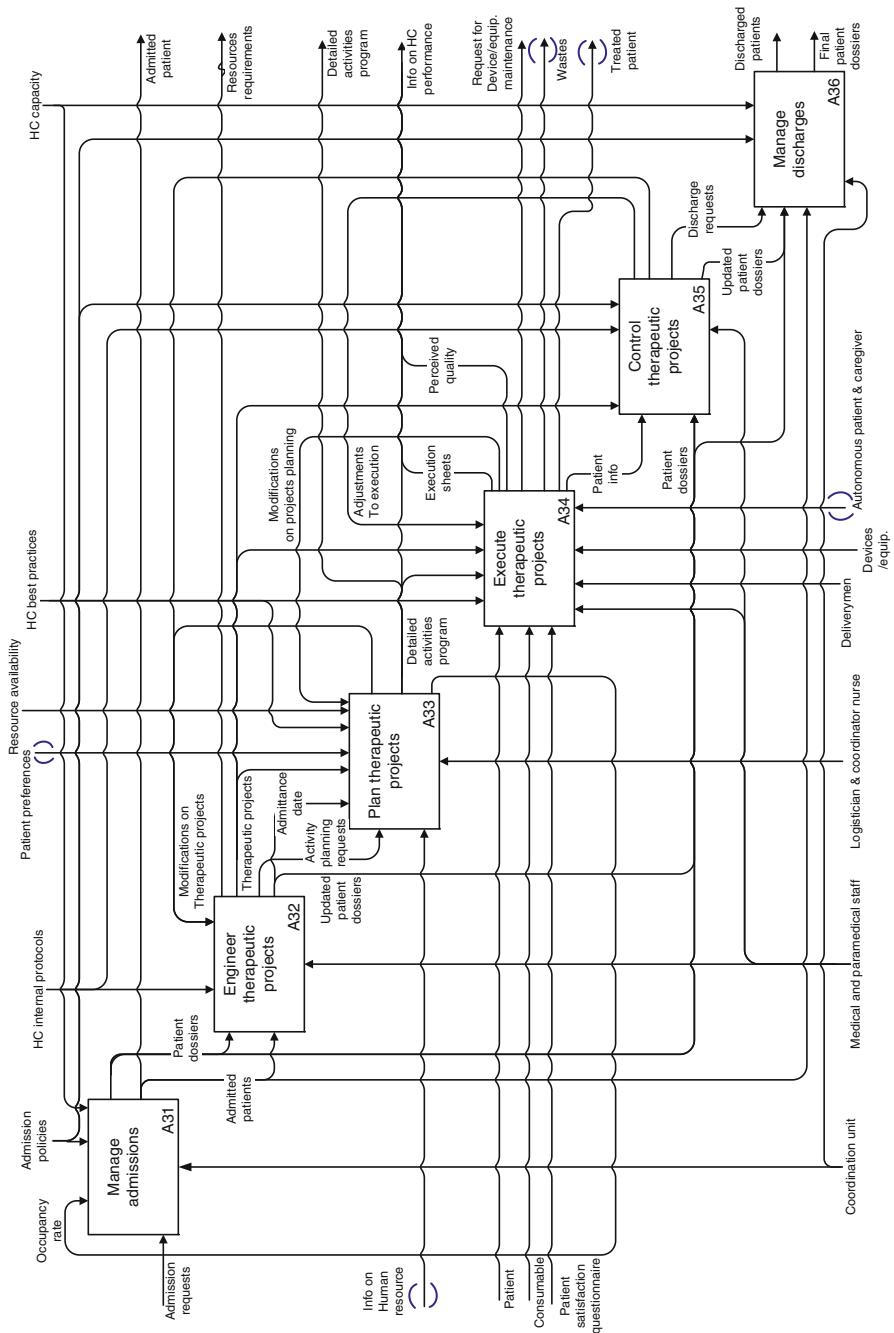 HC capacity
HC best practices
Resource availability
Patient preferences
HC internal protocols
Admission
policies
Occupancy
rate
Admission
requests
Manage
admissions
A31
Patient dossiers
Admitted
patients
Engineer
therapeutic
projects
A32
Modifications on
Therapeutic projects
Therapeutic projects
Admittance
date
Activity
planning
requests
Updated
patient
dossiers
Plan therapeutic
projects
A33
Info on
Human
resource
Detailed
activities
program
Modifications
on projects planning
Adjustments
To execution
Execution
sheets
Perceived
quality
Execute
therapeutic
projects
A34
Patient
Consumable
Patient
satisfaction
questionnaire
Patient
info
Patient
dossiers
Control
therapeutic
projects
A35
Discharge
requests
Updated
patient
dossiers
Manage
discharges
A36
Admitted
patient
Resources
requirements
Detailed
activities
program
Info on HC
performance
Request for
Device/equip.
maintenance
Wastes
Treated
patient
Discharged
patients
Final
patient
dossiers
Coordination unit
Medical and paramedical staff
Logistician & coordinator nurse
Deliverymen
Devices
/equip.
Autonomous patient & caregiver